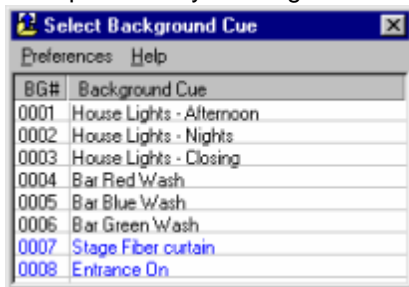 Select Background Cue
Preferences Help
BG# Background Cue
0001 House Lights - Afternoon
0002 House Lights - Nights
0003 House Lights - Closing
0004 Bar Red Wash
0005 Bar Blue Wash
0006 Bar Green Wash
0007 Stage Fiber curtain
0008 Entrance On